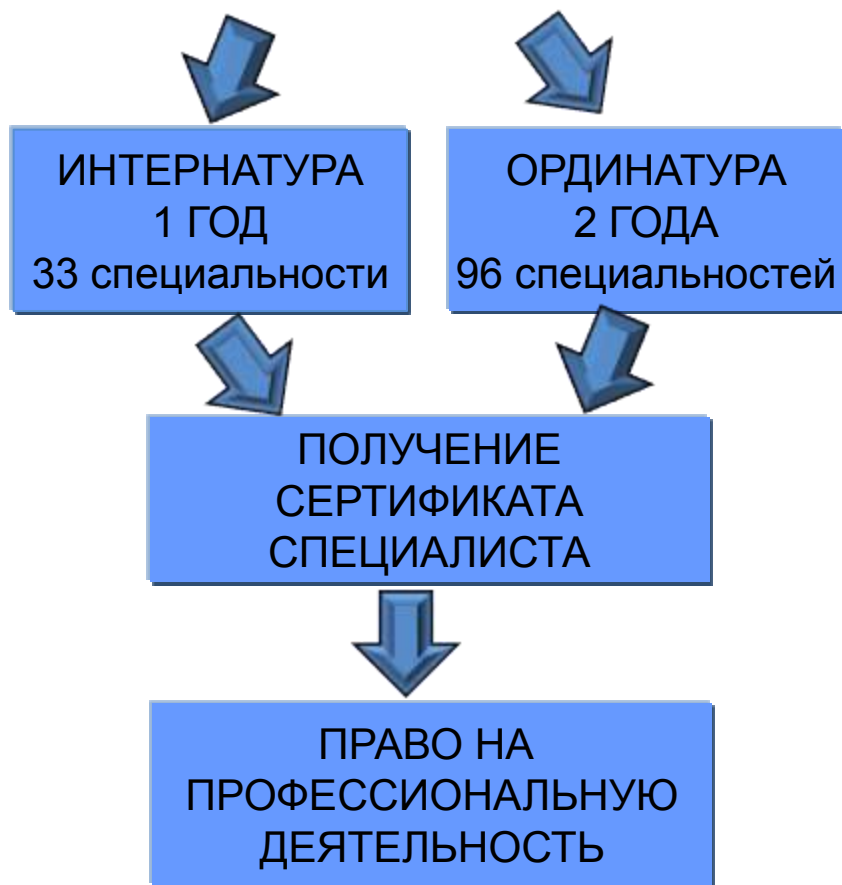 ИНТЕРНАТУРА
1 ГОД
33 специальности
ОРДИНАТУРА
2 ГОДА
96 специальностей
ПОЛУЧЕНИЕ
СЕРТИФИКАТА
СПЕЦИАЛИСТА
ПРАВО НА
ПРОФЕССИОНАЛЬНУЮ
ДЕЯТЕЛЬНОСТЬ